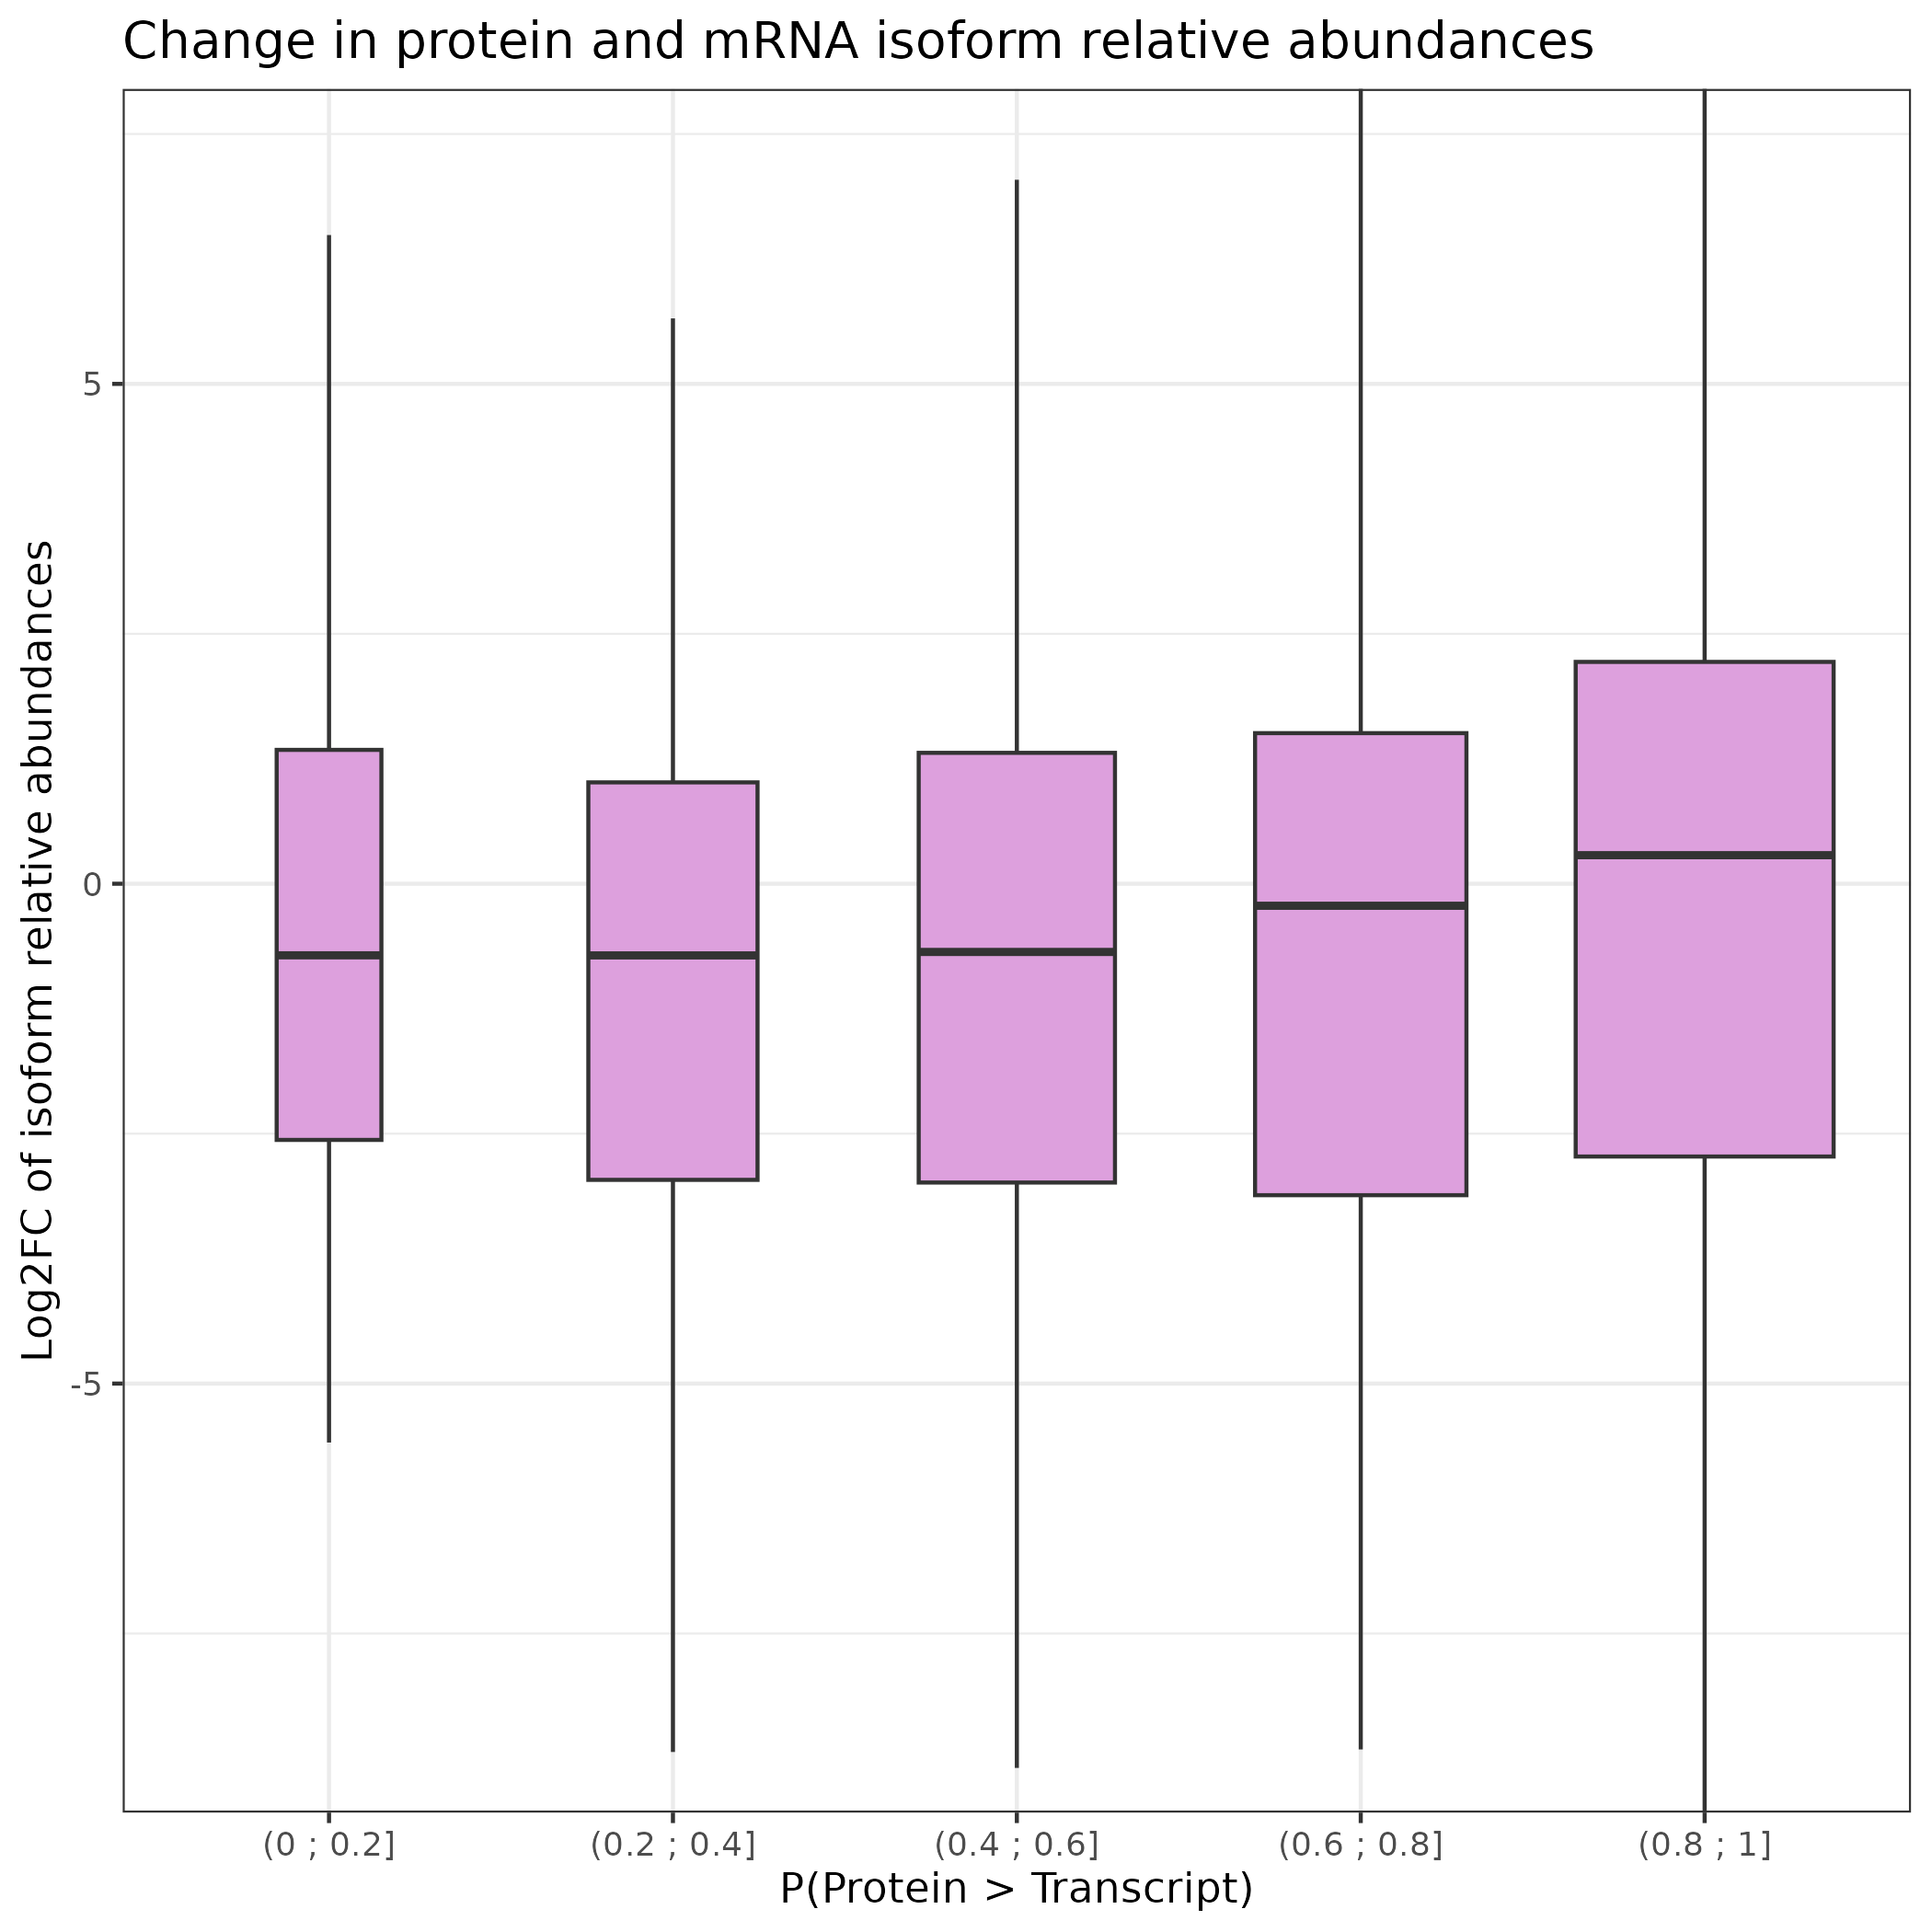 Change in protein and mRNA isoform relative abundances
Log2FC of isoform relative abundances
5
0
-5
(0 ; 0.2]
(0.2 ; 0.4]
(0.4 ; 0.6]
(0.6 ; 0.8]
(0.8 ; 1]
P(Protein > Transcript)